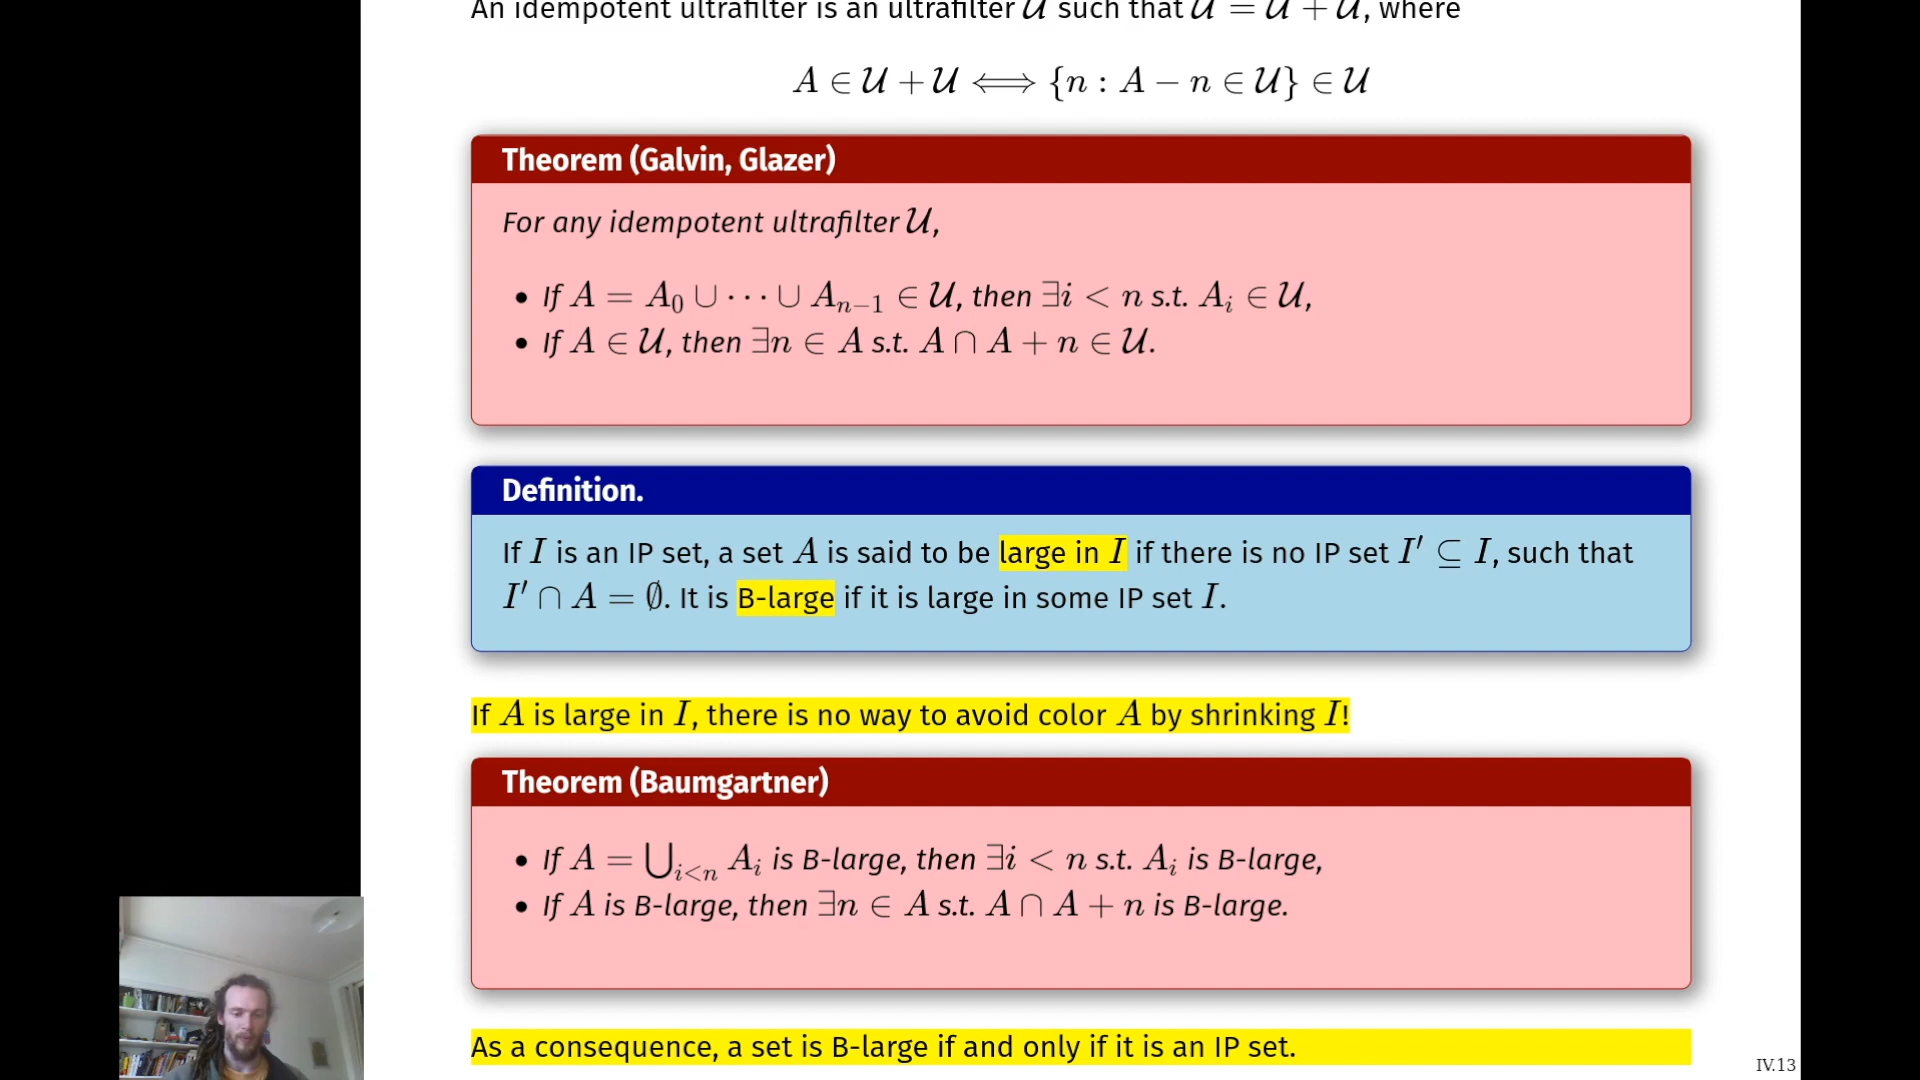 An idempotent ultrafilter is an ultrafilter 𝒰 such that 𝒰 = 𝒰 + 𝒰, where
A ∈ 𝒰 + 𝒰 ⟺ {n : A − n ∈ 𝒰} ∈ 𝒰
Theorem (Galvin, Glazer)
For any idempotent ultrafilter 𝒰,
• If A = A₀ ∪ ⋯ ∪ Aₙ₋₁ ∈ 𝒰, then ∃i < n s.t. Aᵢ ∈ 𝒰,
• If A ∈ 𝒰, then ∃n ∈ A s.t. A ∩ A + n ∈ 𝒰.
Definition.
If I is an IP set, a set A is said to be large in I if there is no IP set I′ ⊆ I, such that
I′ ∩ A = ∅. It is B-large if it is large in some IP set I.
If A is large in I, there is no way to avoid color A by shrinking I!
Theorem (Baumgartner)
• If A = ⋃_{i<n} Aᵢ is B-large, then ∃i < n s.t. Aᵢ is B-large,
• If A is B-large, then ∃n ∈ A s.t. A ∩ A + n is B-large.
As a consequence, a set is B-large if and only if it is an IP set.
IV.13